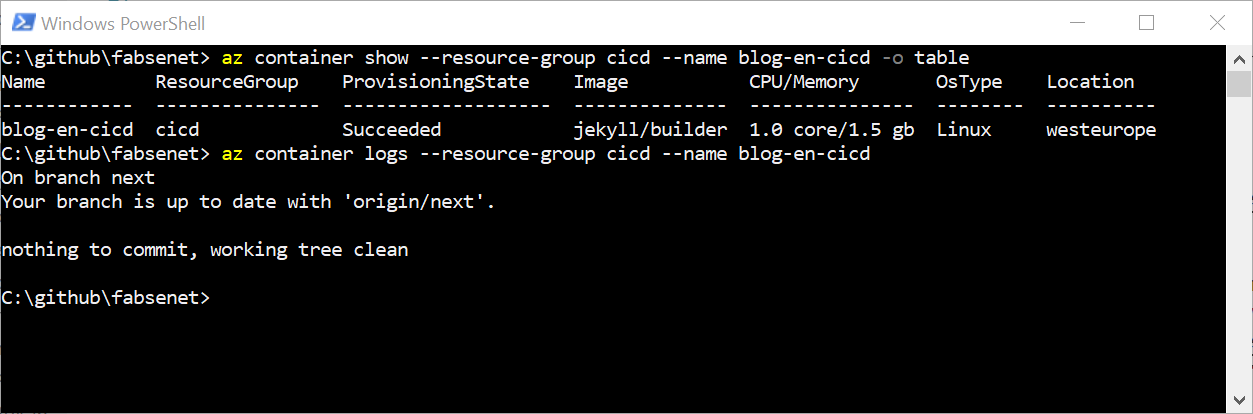 Windows PowerShell
C:\github\fabsenet> az container show --resource-group cicd --name blog-en-cicd -o table
Name          ResourceGroup    ProvisioningState    Image           CPU/Memory       OsType    Location
------------  ---------------  -------------------  --------------  ---------------  --------  ----------
blog-en-cicd  cicd             Succeeded            jekyll/builder  1.0 core/1.5 gb  Linux     westeurope
C:\github\fabsenet> az container logs --resource-group cicd --name blog-en-cicd
On branch next
Your branch is up to date with 'origin/next'.
nothing to commit, working tree clean
C:\github\fabsenet>